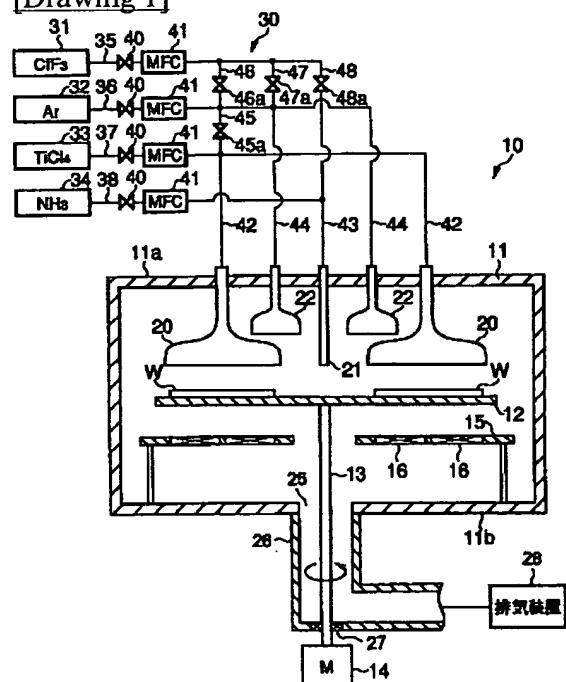 [Drawing 1]
31 30
ClF3 35 40 MFC 41
46 47 48
46a 47a 48a
32 36 40 41
Ar MFC
45
45a
33 37 40 41
TiCl4 MFC
10
34 38 40 41
NH3 MFC
42 44 43 44 42
11a 11
22 22
20 20
21
W W
12
15
13
16 16
25
11b
26
28
排気装置
27
M 14